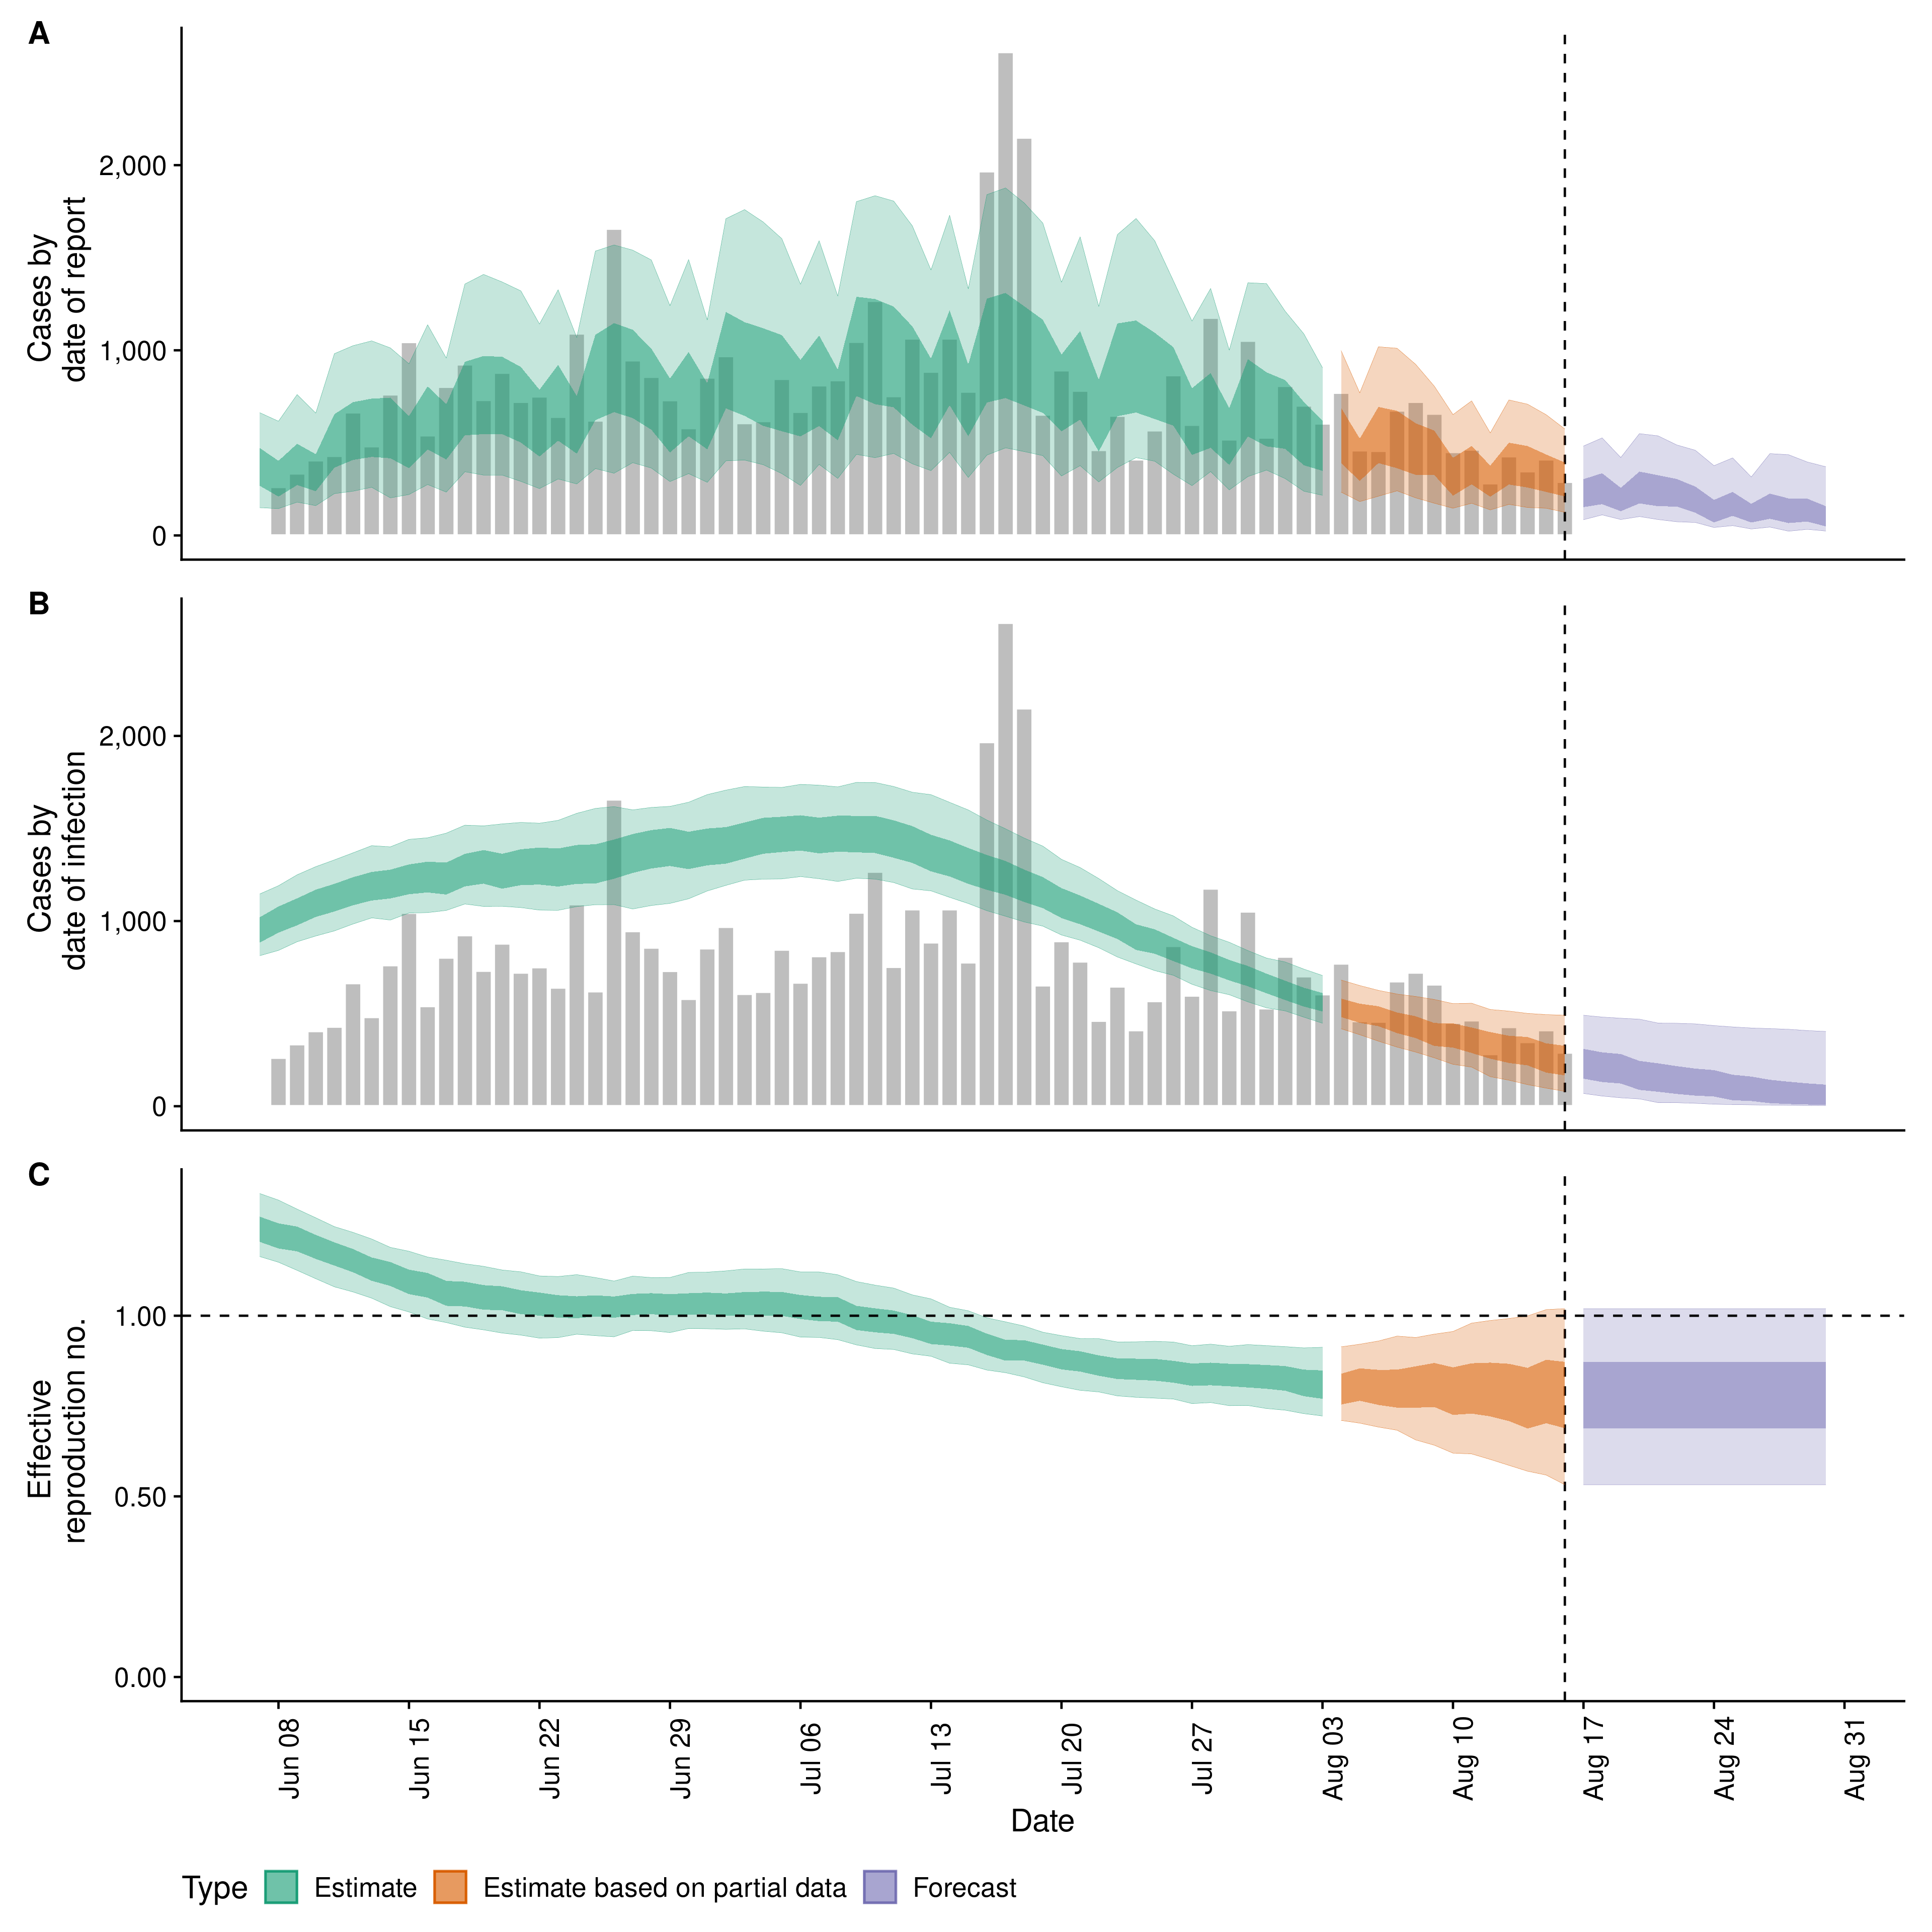 A
Cases by
date of report
2,000
1,000
0
B
Cases by
date of infection
2,000
1,000
0
C
Effective
reproduction no.
1.00
0.50
0.00
Jun 08
Jun 15
Jun 22
Jun 29
Jul 06
Jul 13
Jul 20
Jul 27
Aug 03
Aug 10
Aug 17
Aug 24
Aug 31
Date
Type Estimate Estimate based on partial data Forecast